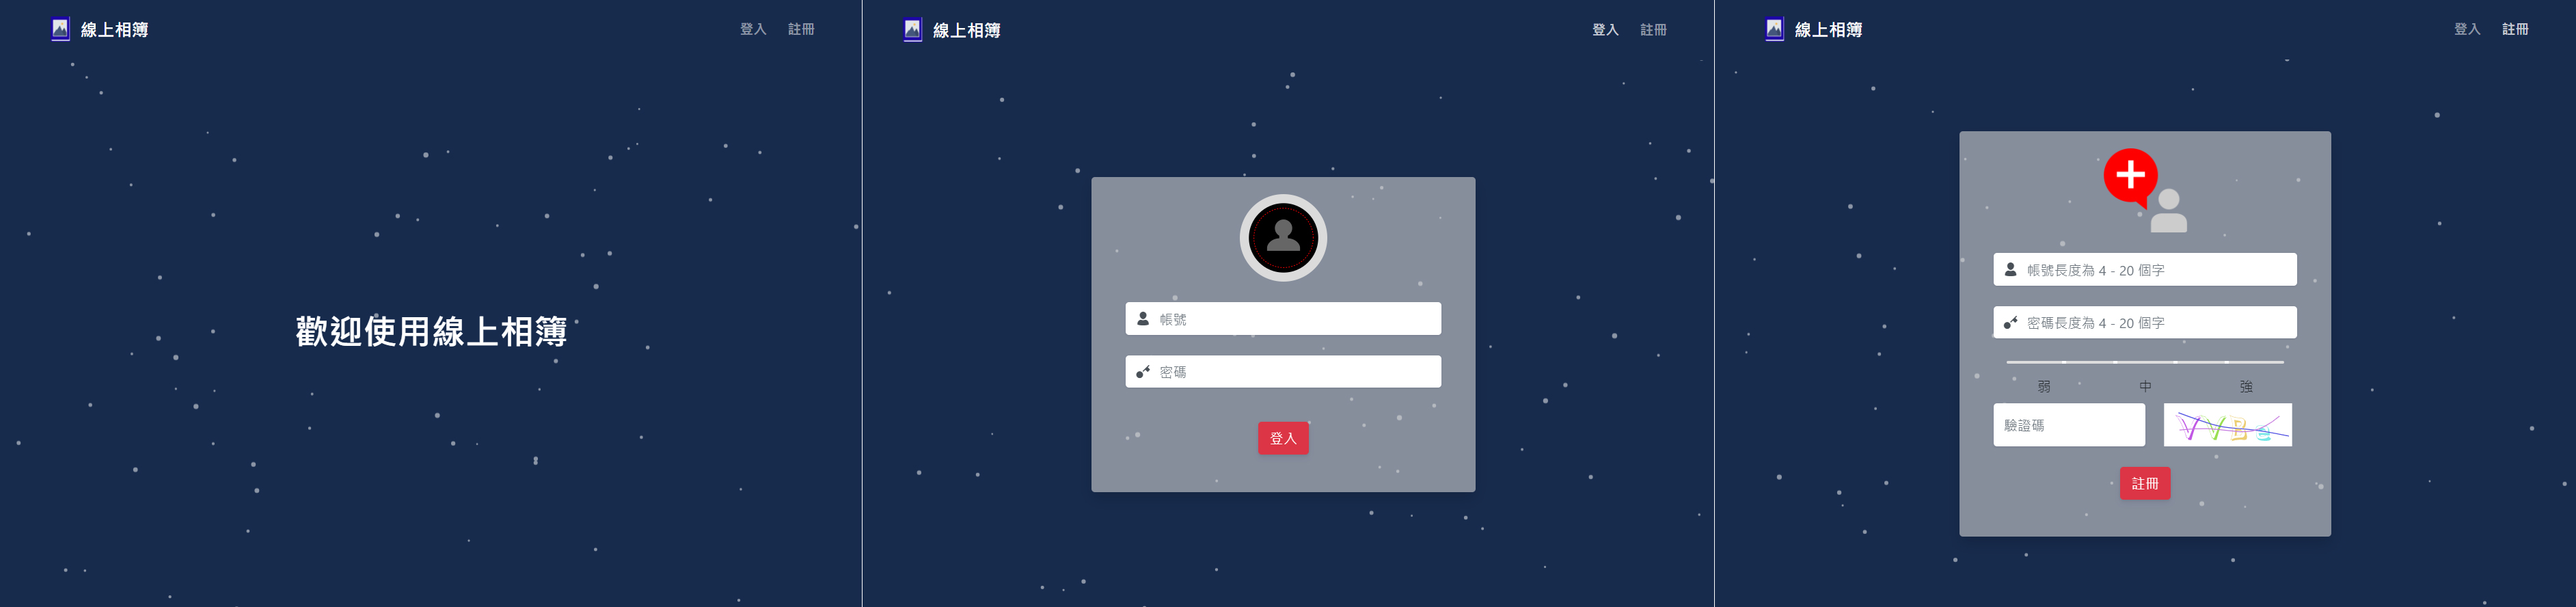 線上相簿
登入 註冊
歡迎使用線上相簿
線上相簿
登入 註冊
帳號
密碼
登入
線上相簿
登入 註冊
帳號長度為 4 - 20 個字
密碼長度為 4 - 20 個字
弱 中 強
驗證碼
註冊